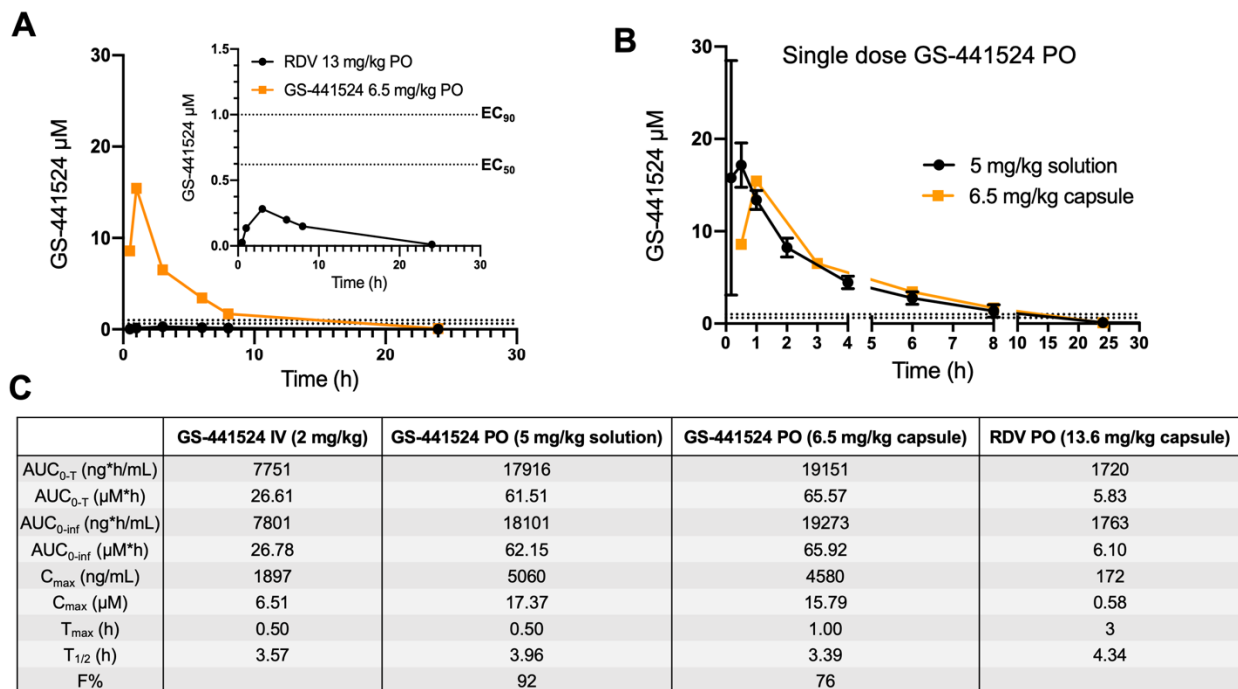 A
30
20
10
0
0
10
20
30
GS-441524 µM
Time (h)
1.5
1.0
0.5
0.0
0
10
20
30
GS-441524 µM
Time (h)
RDV 13 mg/kg PO
GS-441524 6.5 mg/kg PO
EC90
EC50
B
Single dose GS-441524 PO
30
20
10
0
GS-441524 µM
5 mg/kg solution
6.5 mg/kg capsule
0 1 2 3 4 5 6 7 8 10 15 20 25 30
Time (h)
C
GS-441524 IV (2 mg/kg) GS-441524 PO (5 mg/kg solution) GS-441524 PO (6.5 mg/kg capsule) RDV PO (13.6 mg/kg capsule)
AUC0-T (ng*h/mL) 7751 17916 19151 1720
AUC0-T (µM*h) 26.61 61.51 65.57 5.83
AUC0-inf (ng*h/mL) 7801 18101 19273 1763
AUC0-inf (µM*h) 26.78 62.15 65.92 6.10
Cmax (ng/mL) 1897 5060 4580 172
Cmax (µM) 6.51 17.37 15.79 0.58
Tmax (h) 0.50 0.50 1.00 3
T1/2 (h) 3.57 3.96 3.39 4.34
F% 92 76